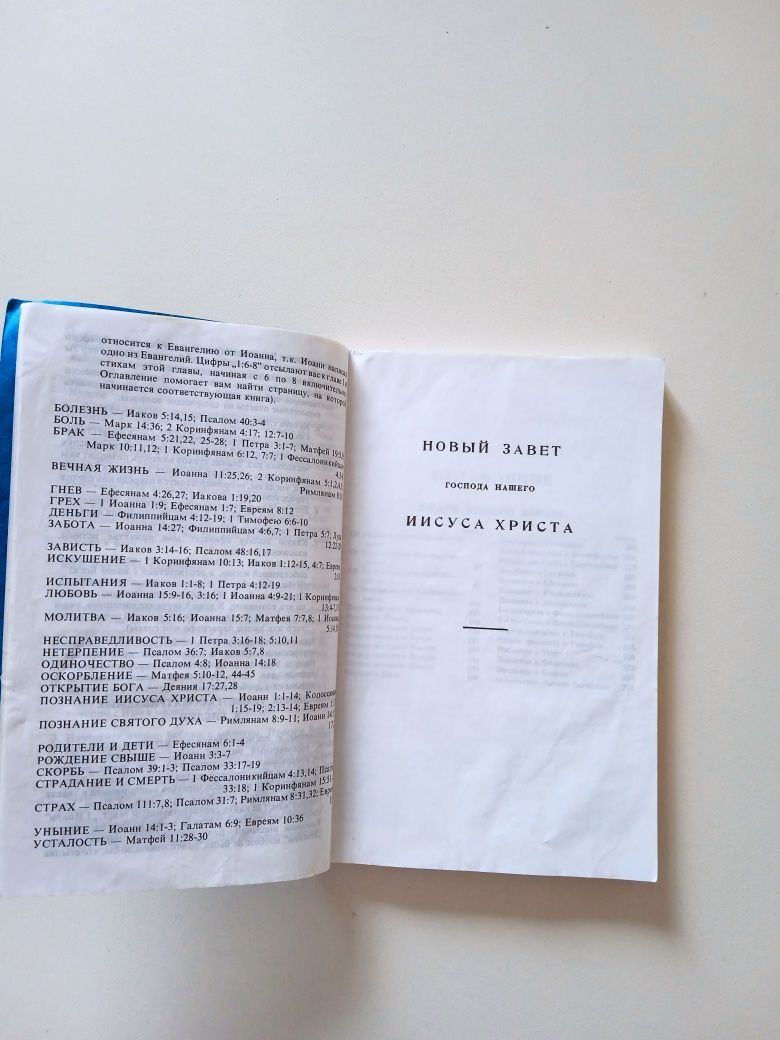 относится к Евангелию от Иоанна, т.к. Иоанн написал
одно из Евангелий. Цифры „1:6-8" отсылают вас к главе 1 и
стихам этой главы, начиная с 6 по 8 включительно.
Оглавление поможет вам найти страницу, на которой
начинается соответствующая книга).
БОЛЕЗНЬ — Иаков 5:14,15; Псалом 40:3-4
БОЛЬ — Марк 14:36; 2 Коринфянам 4:17; 12:7-10
БРАК — Ефесянам 5:21,22, 25-28; 1 Петра 3:1-7; Матфей
Марк 10:11,12; 1 Коринфянам 6:12, 7:7; 1 Фессалоникийцам
ВЕЧНАЯ ЖИЗНЬ — Иоанна 11:25,26; 2 Коринфянам 5:1,2,4,5
Римлянам
ГНЕВ — Ефесянам 4:26,27; Иакова 1:19,20
ГРЕХ — 1 Иоанна 1:9; Ефесянам 1:7; Евреям 8:12
ДЕНЬГИ — Филиппийцам 4:12-19; 1 Тимофею 6:6-10
ЗАБОТА — Иоанна 14:27; Филиппийцам 4:6,7; 1 Петра 5:7; Лука
ЗАВИСТЬ — Иаков 3:14-16; Псалом 48:16,17
ИСКУШЕНИЕ — 1 Коринфянам 10:13; Иаков 1:12-15, 4:7;
ИСПЫТАНИЯ — Иаков 1:1-8; 1 Петра 4:12-19
ЛЮБОВЬ — Иоанна 15:9-16, 3:16; 1 Иоанна 4:9-21; 1
13:4-7,13
МОЛИТВА — Иаков 5:16; Иоанна 15:7; Матфея 7:7,8; 1
НЕСПРАВЕДЛИВОСТЬ — 1 Петра 3:16-18; 5:10,11
НЕТЕРПЕНИЕ — Псалом 36:7; Иаков 5:7,8
ОДИНОЧЕСТВО — Псалом 4:8; Иоанна 14:18
ОСКОРБЛЕНИЕ — Матфея 5:10-12, 44-45
ОТКРЫТИЕ БОГА — Деяния 17:27,28
ПОЗНАНИЕ ИИСУСА ХРИСТА — Иоанн 1:1-14;
1:15-19; 2:13-14; Евреям
ПОЗНАНИЕ СВЯТОГО ДУХА — Римлянам 8:9-11; Иоанн
РОДИТЕЛИ И ДЕТИ — Ефесянам 6:1-4
РОЖДЕНИЕ СВЫШЕ — Иоанн 3:3-7
СКОРБЬ — Псалом 39:1-3; Псалом 33:17-19
СТРАДАНИЕ И СМЕРТЬ — 1 Фессалоникийцам 4:13,14;
33:18; 1 Коринфянам
СТРАХ — Псалом 111:7,8; Псалом 31:7; Римлянам 8:31,32;
УНЫНИЕ — Иоанн 14:1-3; Галатам 6:9; Евреям 10:36
УСТАЛОСТЬ — Матфей 11:28-30
НОВЫЙ ЗАВЕТ
ГОСПОДА НАШЕГО
ИИСУСА ХРИСТА